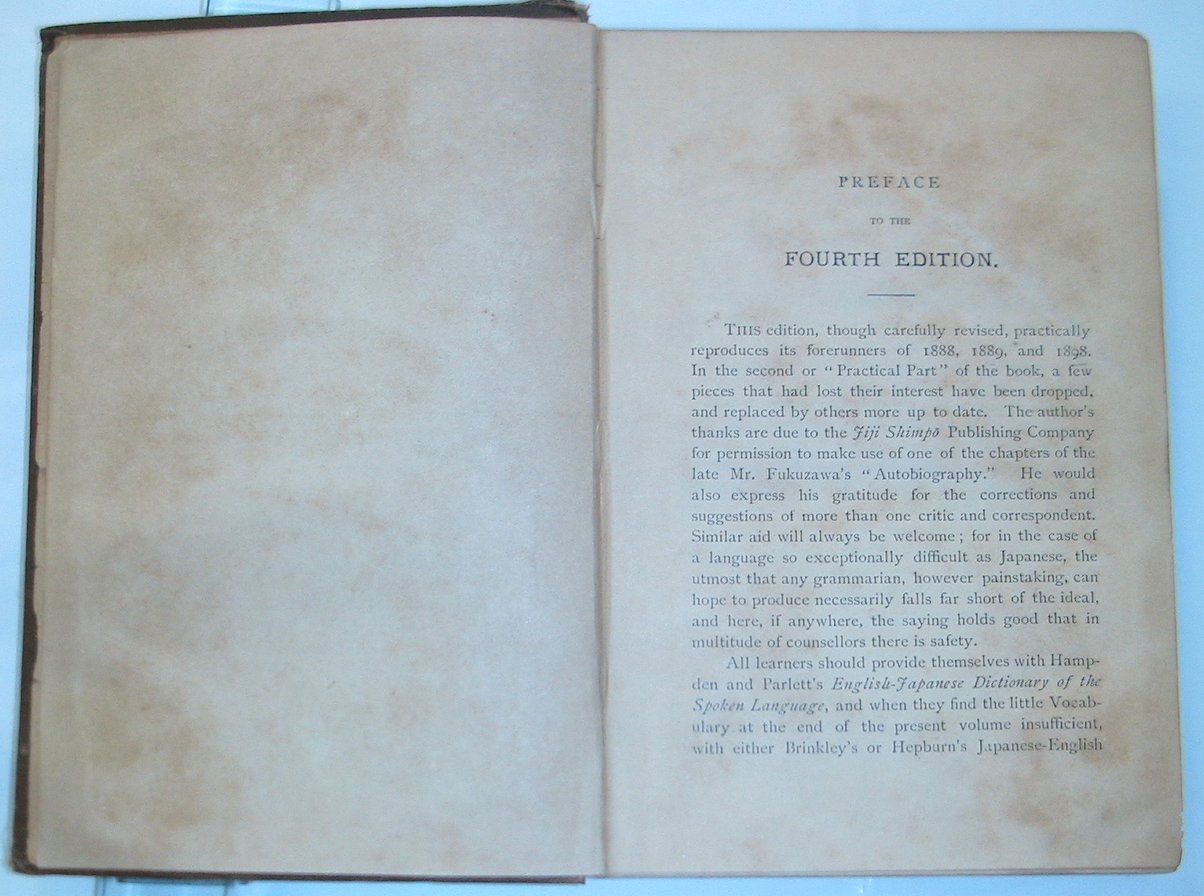 PREFACE
TO THE
FOURTH EDITION.
THIS edition, though carefully revised, practically
reproduces its forerunners of 1888, 1889, and 1898.
In the second or "Practical Part" of the book, a few
pieces that had lost their interest have been dropped,
and replaced by others more up to date. The author's
thanks are due to the Jiji Shimpō Publishing Company
for permission to make use of one of the chapters of the
late Mr. Fukuzawa's "Autobiography." He would
also express his gratitude for the corrections and
suggestions of more than one critic and correspondent.
Similar aid will always be welcome; for in the case of
a language so exceptionally difficult as Japanese, the
utmost that any grammarian, however painstaking, can
hope to produce necessarily falls far short of the ideal,
and here, if anywhere, the saying holds good that in
multitude of counsellors there is safety.
All learners should provide themselves with Hamp-
den and Parlett's English-Japanese Dictionary of the
Spoken Language, and when they find the little Vocab-
ulary at the end of the present volume insufficient,
with either Brinkley's or Hepburn's Japanese-English